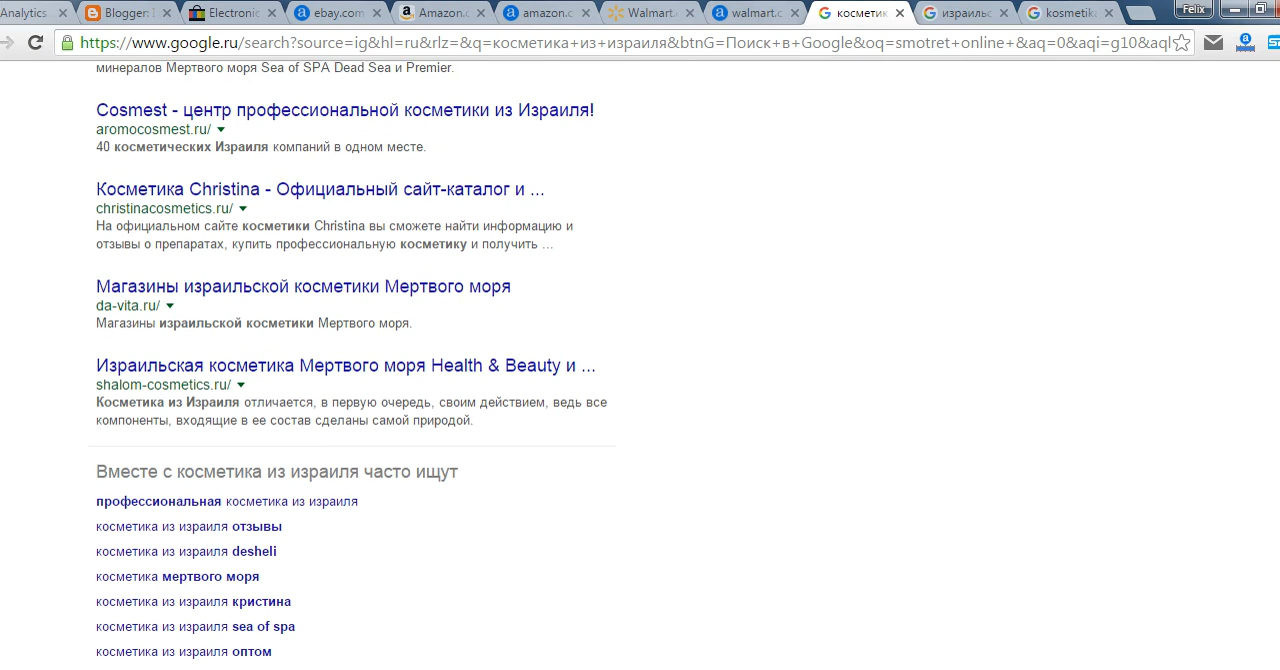 Analytics
Blogger:
Electronic
ebay.com
Amazon.c
amazon.c
Walmart.
walmart.c
косметик
израильс
kosmetika
Felix
https://www.google.ru/search?source=ig&hl=ru&rlz=&q=косметика+из+израиля&btnG=Поиск+в+Google&oq=smotret+online+&aq=0&aqi=g10&aql
минералов Мертвого моря Sea of SPA Dead Sea и Premier.
Cosmest - центр профессиональной косметики из Израиля!
aromocosmest.ru/
40 косметических Израиля компаний в одном месте.
Косметика Christina - Официальный сайт-каталог и ...
christinacosmetics.ru/
На официальном сайте косметики Christina вы сможете найти информацию и
отзывы о препаратах, купить профессиональную косметику и получить ...
Магазины израильской косметики Мертвого моря
da-vita.ru/
Магазины израильской косметики Мертвого моря.
Израильская косметика Мертвого моря Health & Beauty и ...
shalom-cosmetics.ru/
Косметика из Израиля отличается, в первую очередь, своим действием, ведь все
компоненты, входящие в ее состав сделаны самой природой.
Вместе с косметика из израиля часто ищут
профессиональная косметика из израиля
косметика из израиля отзывы
косметика из израиля desheli
косметика мертвого моря
косметика из израиля кристина
косметика из израиля sea of spa
косметика из израиля оптом